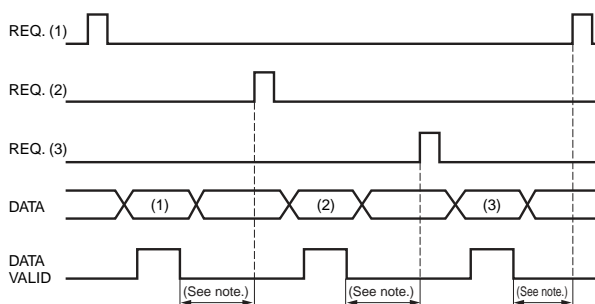 REQ. (1)
REQ. (2)
REQ. (3)
DATA (1) (2) (3)
DATA
VALID
(See note.) (See note.) (See note.)